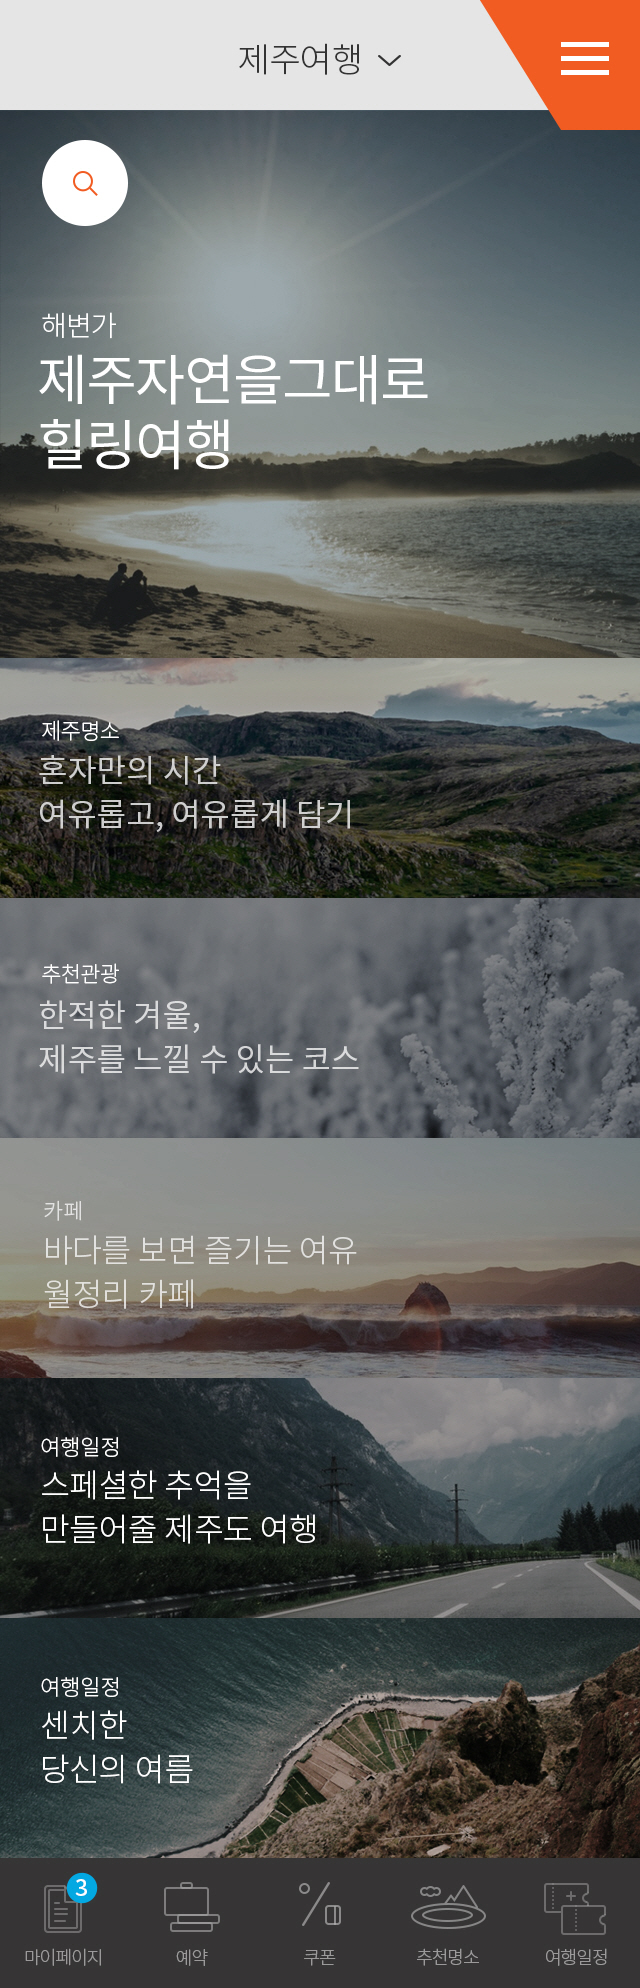 제주여행
해변가
제주자연을그대로
힐링여행
제주명소
혼자만의 시간
여유롭고, 여유롭게 담기
추천관광
한적한 겨울,
제주를 느낄 수 있는 코스
카페
바다를 보면 즐기는 여유
월정리 카페
여행일정
스페셜한 추억을
만들어줄 제주도 여행
여행일정
센치한
당신의 여름
3
마이페이지 예약 쿠폰 추천명소 여행일정